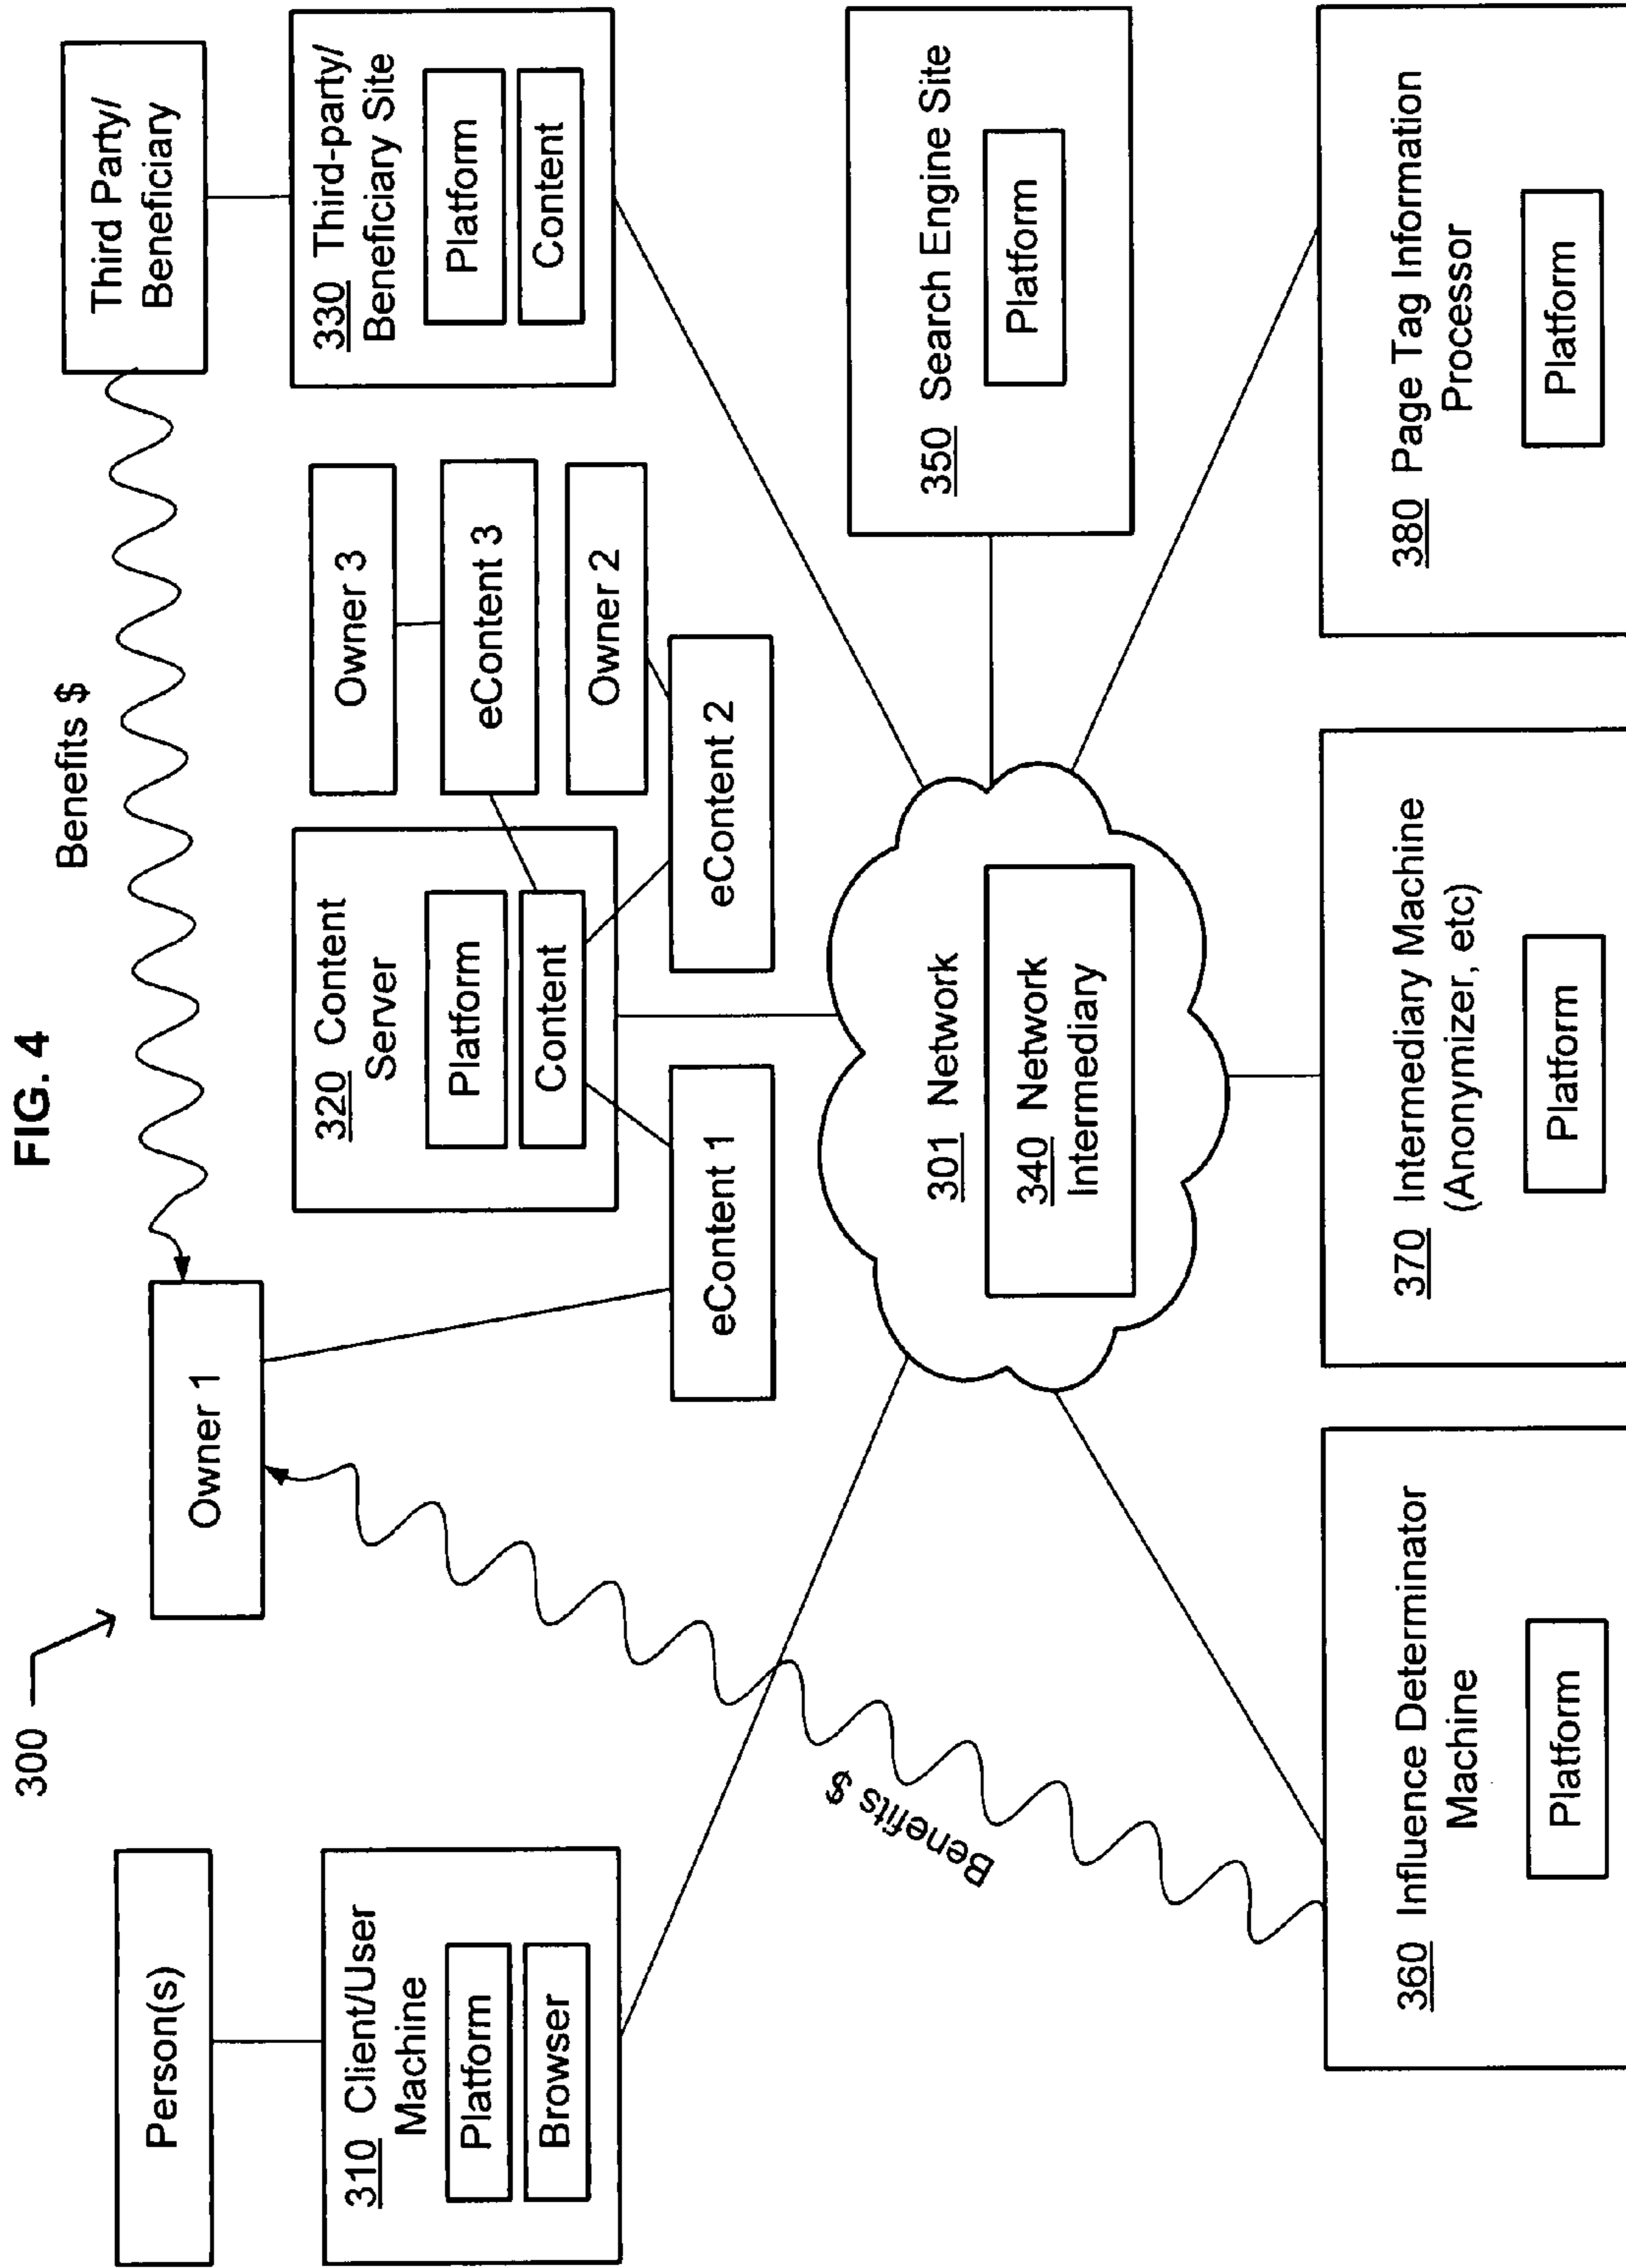 FIG. 4
300
Person(s)
Owner 1
Benefits $
Third Party/
Beneficiary
310 Client/User
Machine
Platform
Browser
320 Content
Server
Platform
Content
Owner 3
eContent 3
Owner 2
eContent 2
eContent 1
330 Third-party/
Beneficiary Site
Platform
Content
Benefits $
301 Network
340 Network
Intermediary
350 Search Engine Site
Platform
360 Influence Determinator
Machine
Platform
370 Intermediary Machine
(Anonymizer, etc)
Platform
380 Page Tag Information
Processor
Platform